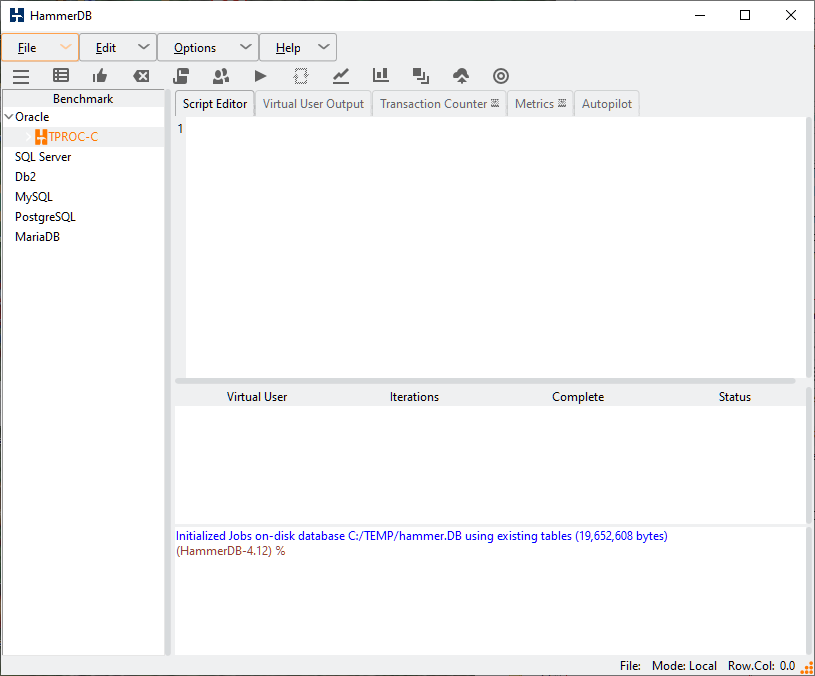 HammerDB
File Edit Options Help
Benchmark
Oracle
TPROC-C
SQL Server
Db2
MySQL
PostgreSQL
MariaDB
Script Editor Virtual User Output Transaction Counter Metrics Autopilot
1
Virtual User Iterations Complete Status
Initialized Jobs on-disk database C:/TEMP/hammer.DB using existing tables (19,652,608 bytes)
(HammerDB-4.12) %
File: Mode: Local Row.Col: 0.0